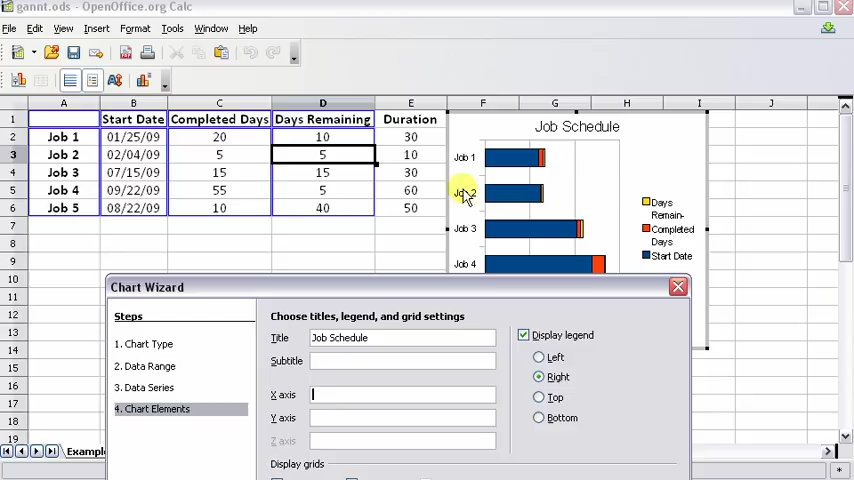 gannt.ods - OpenOffice.org Calc
File Edit View Insert Format Tools Window Help
A B C D E F G H I J
1 Start Date Completed Days Days Remaining Duration
2 Job 1 01/25/09 20 10 30
3 Job 2 02/04/09 5 5 10
4 Job 3 07/15/09 15 15 30
5 Job 4 09/22/09 55 5 60
6 Job 5 08/22/09 10 40 50
7
8
9
10
11
12
13
14
15
16
17
18
19
Job Schedule
Job 1
Job 2
Job 3
Job 4
Days
Remain-
Completed
Days
Start Date
Chart Wizard
Steps
1. Chart Type
2. Data Range
3. Data Series
4. Chart Elements
Choose titles, legend, and grid settings
Title Job Schedule
Subtitle
X axis
Y axis
Z axis
Display grids
Display legend
Left
Right
Top
Bottom
Example